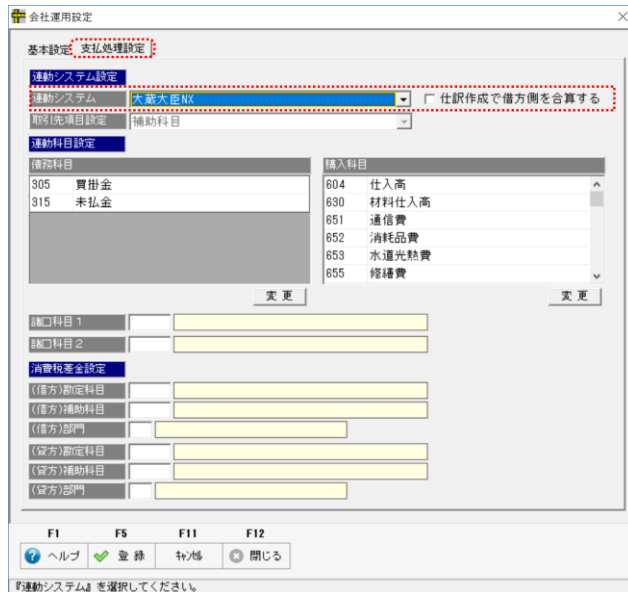 会社運用設定
基本設定 支払処理設定
連動システム設定
連動システム 大蔵大臣NX 仕訳作成で借方側を合算する
取引先項目設定 補助科目
連動科目設定
債務科目 購入科目
305 買掛金 604 仕入高
315 未払金 630 材料仕入高
651 通信費
652 消耗品費
653 水道光熱費
655 修繕費
変更 変更
諸口科目1
諸口科目2
消費税差金設定
(借方)勘定科目
(借方)補助科目
(借方)部門
(貸方)勘定科目
(貸方)補助科目
(貸方)部門
F1 F5 F11 F12
ヘルプ 登録 キャンセル 閉じる
『連動システム』を選択してください。